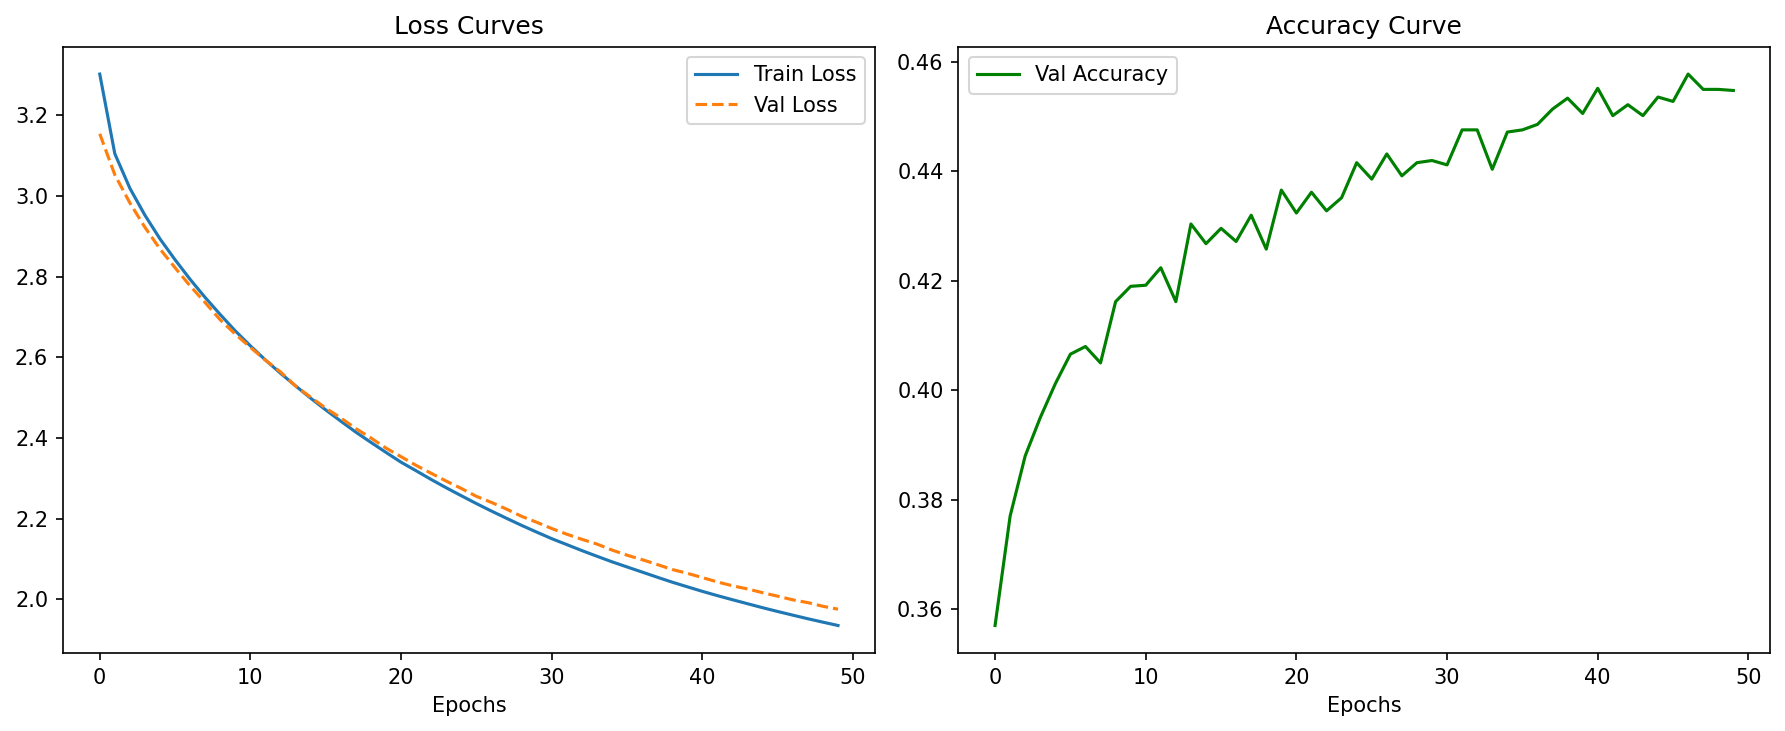 Loss Curves
Train Loss
Val Loss
3.2
3.0
2.8
2.6
2.4
2.2
2.0
0 10 20 30 40 50
Epochs
Accuracy Curve
Val Accuracy
0.46
0.44
0.42
0.40
0.38
0.36
0 10 20 30 40 50
Epochs